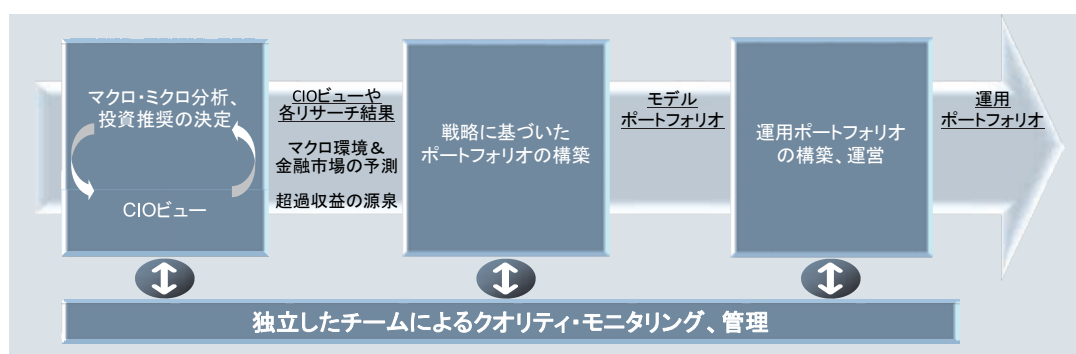 マクロ・ミクロ分析、
投資推奨の決定
CIOビュー
CIOビューや
各リサーチ結果
マクロ環境＆
金融市場の予測
超過収益の源泉
戦略に基づいた
ポートフォリオの構築
モデル
ポートフォリオ
運用ポートフォリオ
の構築、運営
運用
ポートフォリオ
独立したチームによるクオリティ・モニタリング、管理